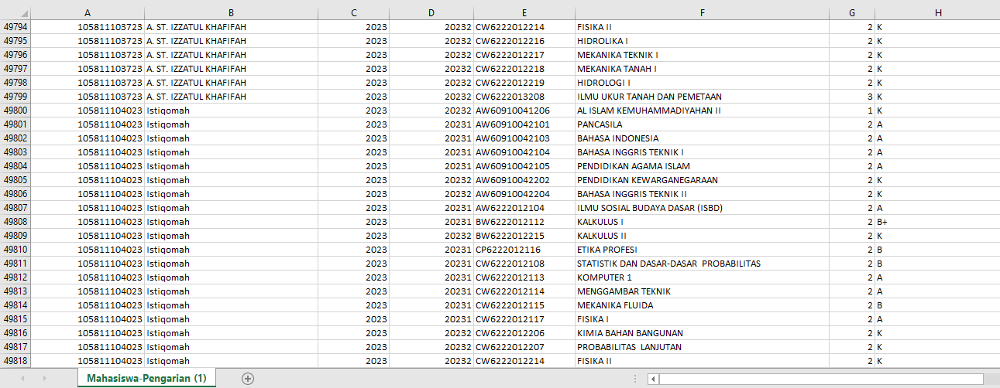 A B C D E F G H
49794 105811103723 A. ST. IZZATUL KHAFIFAH 2023 20232 CW6222012214 FISIKA II 2 K
49795 105811103723 A. ST. IZZATUL KHAFIFAH 2023 20232 CW6222012216 HIDROLIKA I 2 K
49796 105811103723 A. ST. IZZATUL KHAFIFAH 2023 20232 CW6222012217 MEKANIKA TEKNIK I 2 K
49797 105811103723 A. ST. IZZATUL KHAFIFAH 2023 20232 CW6222012218 MEKANIKA TANAH I 2 K
49798 105811103723 A. ST. IZZATUL KHAFIFAH 2023 20232 CW6222012219 HIDROLOGI I 2 K
49799 105811103723 A. ST. IZZATUL KHAFIFAH 2023 20232 CW6222013208 ILMU UKUR TANAH DAN PEMETAAN 3 K
49800 105811104023 Istiqomah 2023 20232 AW60910041206 AL ISLAM KEMUHAMMADIYAHAN II 1 K
49801 105811104023 Istiqomah 2023 20231 AW60910042101 PANCASILA 2 A
49802 105811104023 Istiqomah 2023 20231 AW60910042103 BAHASA INDONESIA 2 A
49803 105811104023 Istiqomah 2023 20231 AW60910042104 BAHASA INGGRIS TEKNIK I 2 A
49804 105811104023 Istiqomah 2023 20231 AW60910042105 PENDIDIKAN AGAMA ISLAM 2 A
49805 105811104023 Istiqomah 2023 20232 AW60910042202 PENDIDIKAN KEWARGANEGARAAN 2 K
49806 105811104023 Istiqomah 2023 20232 AW60910042204 BAHASA INGGRIS TEKNIK II 2 K
49807 105811104023 Istiqomah 2023 20231 AW6222012104 ILMU SOSIAL BUDAYA DASAR (ISBD) 2 A
49808 105811104023 Istiqomah 2023 20231 BW6222012112 KALKULUS I 2 B+
49809 105811104023 Istiqomah 2023 20232 BW6222012215 KALKULUS II 2 K
49810 105811104023 Istiqomah 2023 20231 CP6222012116 ETIKA PROFESI 2 B
49811 105811104023 Istiqomah 2023 20231 CW6222012108 STATISTIK DAN DASAR-DASAR PROBABILITAS 2 B
49812 105811104023 Istiqomah 2023 20231 CW6222012113 KOMPUTER 1 2 A
49813 105811104023 Istiqomah 2023 20231 CW6222012114 MENGGAMBAR TEKNIK 2 A
49814 105811104023 Istiqomah 2023 20231 CW6222012115 MEKANIKA FLUIDA 2 B
49815 105811104023 Istiqomah 2023 20231 CW6222012117 FISIKA I 2 A
49816 105811104023 Istiqomah 2023 20232 CW6222012206 KIMIA BAHAN BANGUNAN 2 K
49817 105811104023 Istiqomah 2023 20232 CW6222012207 PROBABILITAS LANJUTAN 2 K
49818 105811104023 Istiqomah 2023 20232 CW6222012214 FISIKA II 2 K
Mahasiswa-Pengarian (1)